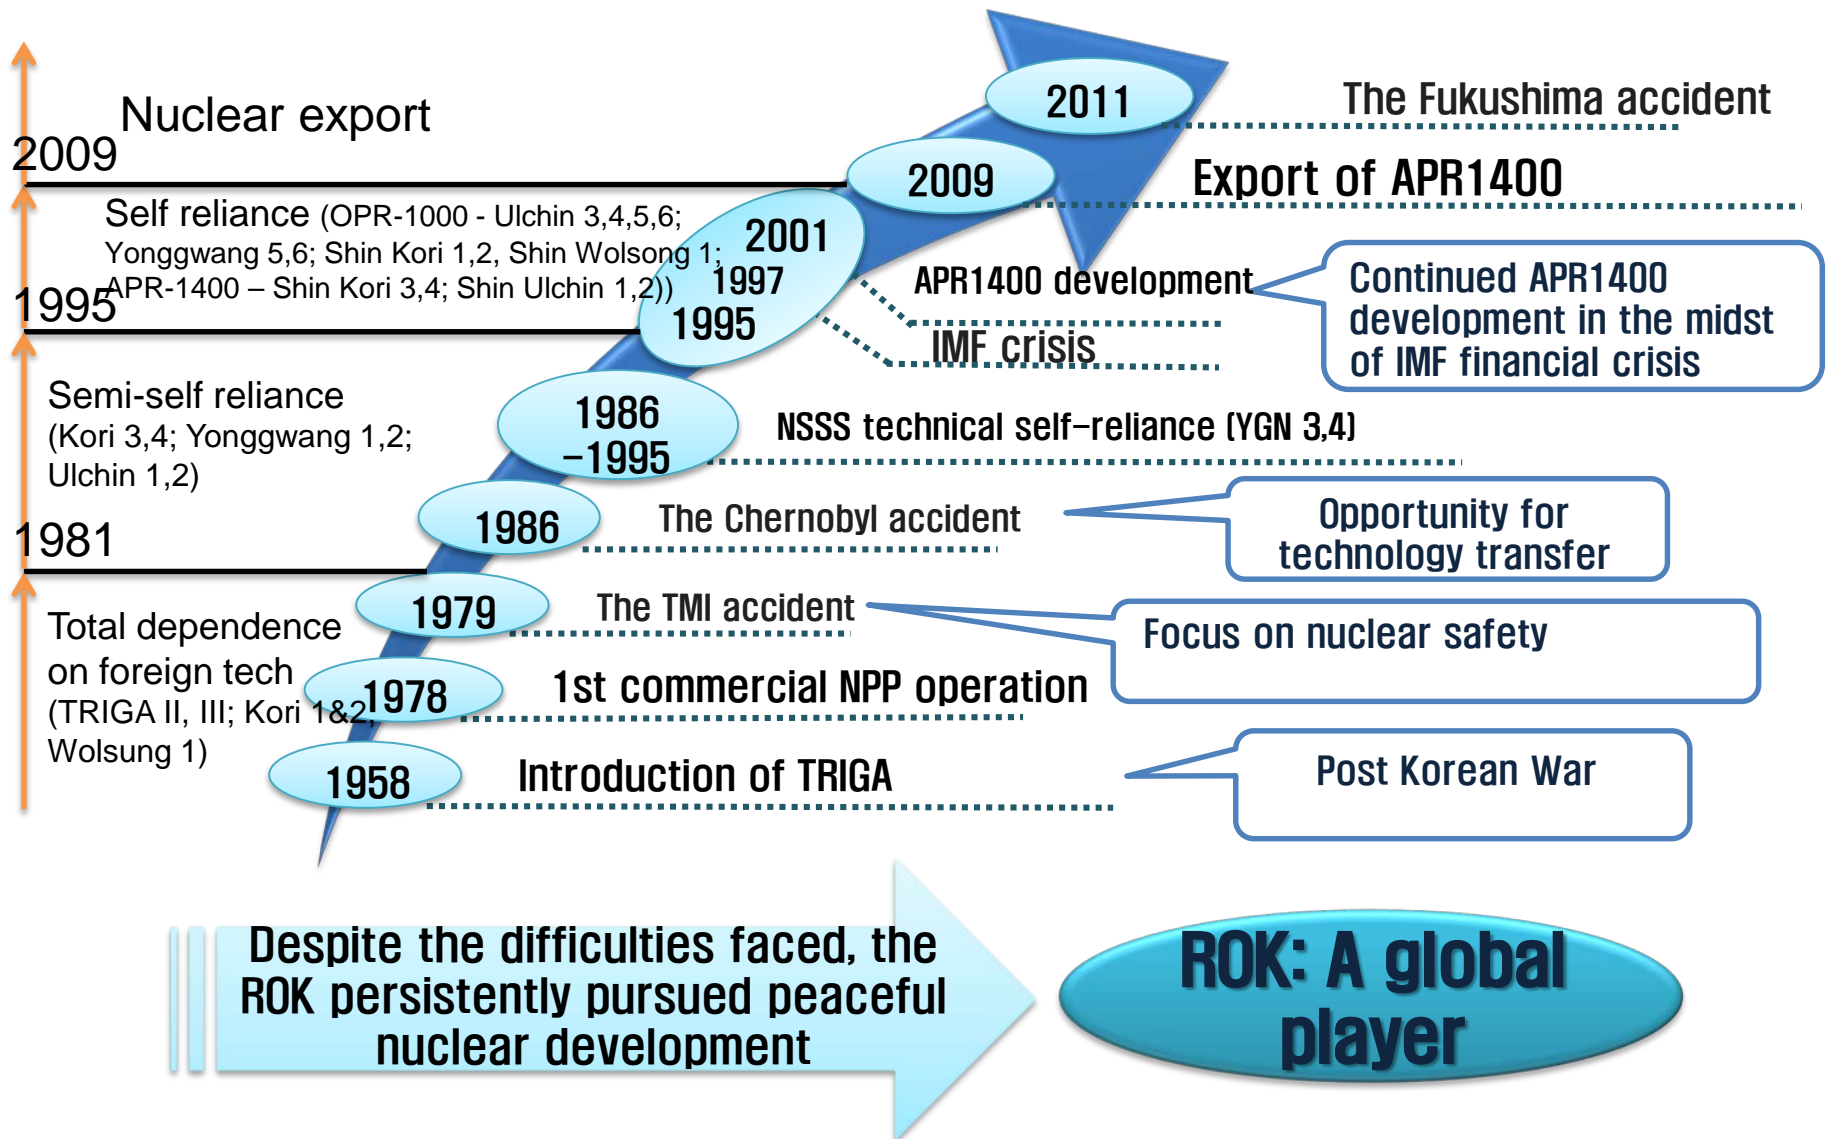 Nuclear export
2009
Self reliance (OPR-1000 - Ulchin 3,4,5,6;
Yonggwang 5,6; Shin Kori 1,2, Shin Wolsong 1;
APR-1400 – Shin Kori 3,4; Shin Ulchin 1,2))
1995
Semi-self reliance
(Kori 3,4; Yonggwang 1,2;
Ulchin 1,2)
1981
Total dependence
on foreign tech
(TRIGA II, III; Kori 1&2,
Wolsung 1)
2011
The Fukushima accident
2009
Export of APR1400
2001
1997
1995
APR1400 development
IMF crisis
Continued APR1400
development in the midst
of IMF financial crisis
1986
-1995
NSSS technical self-reliance (YGN 3,4)
1986
The Chernobyl accident
Opportunity for
technology transfer
1979
The TMI accident
Focus on nuclear safety
1978
1st commercial NPP operation
1958
Introduction of TRIGA
Post Korean War
Despite the difficulties faced, the
ROK persistently pursued peaceful
nuclear development
ROK: A global
player